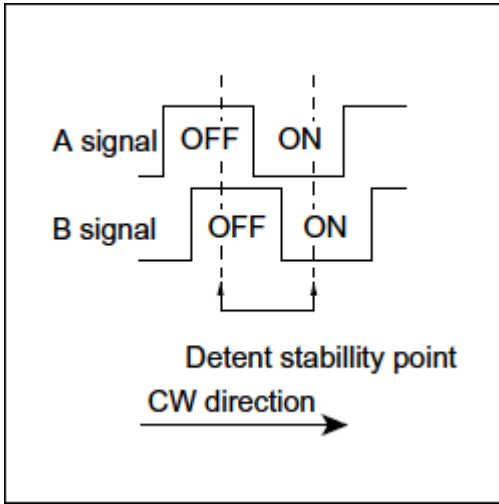 A signal OFF ON
B signal OFF ON
Detent stabillity point
CW direction